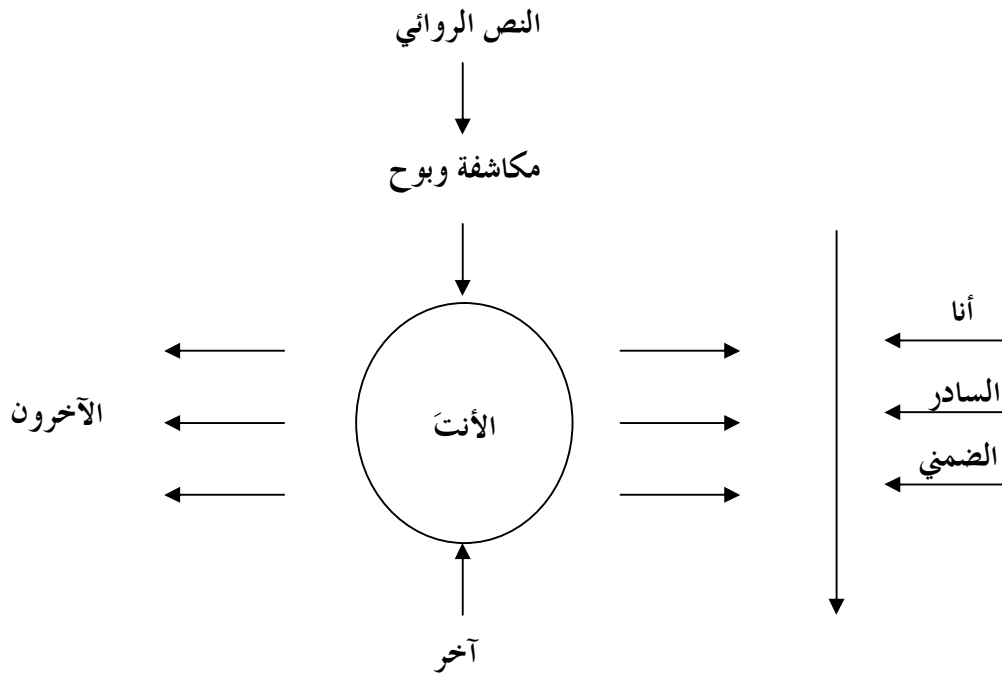 النص الروائي
مكاشفة وبوح
أنا
السادر
الضمني
الأنتَ
الآخرون
آخر